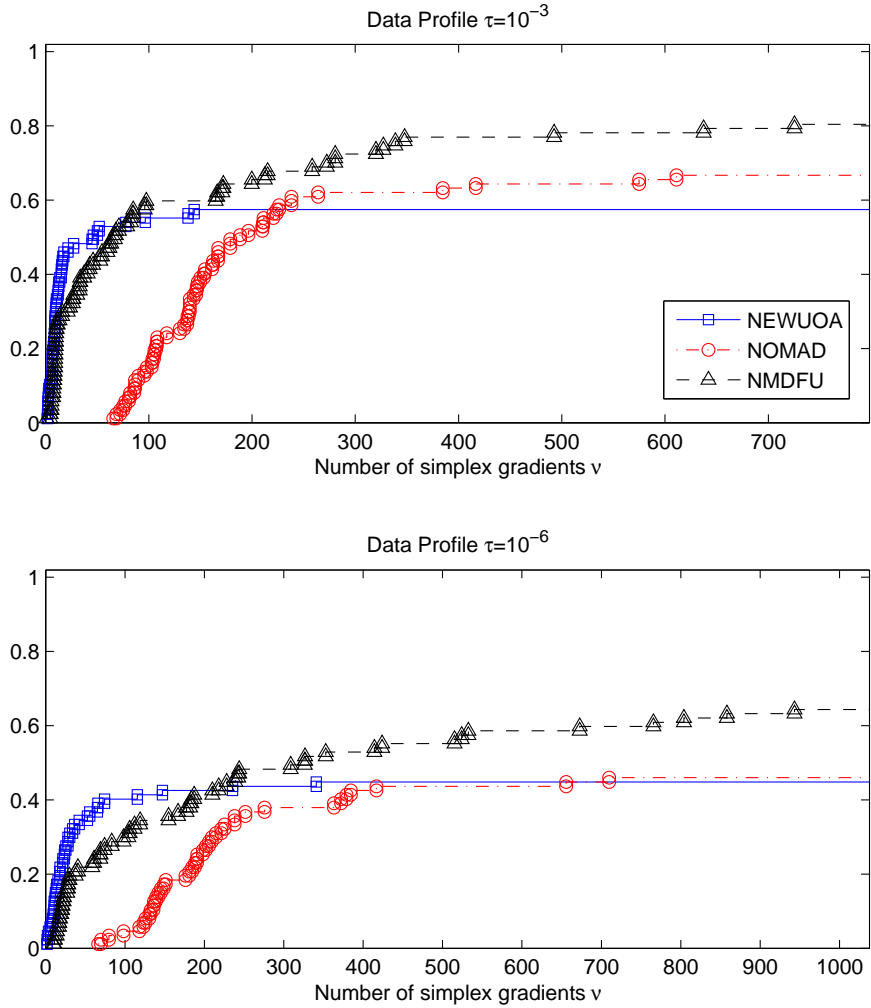 Data Profile τ=10⁻³
1
0.8
0.6
0.4
0.2
0
0 100 200 300 400 500 600 700
Number of simplex gradients ν
NEWUOA
NOMAD
NMDFU
Data Profile τ=10⁻⁶
1
0.8
0.6
0.4
0.2
0
0 100 200 300 400 500 600 700 800 900 1000
Number of simplex gradients ν